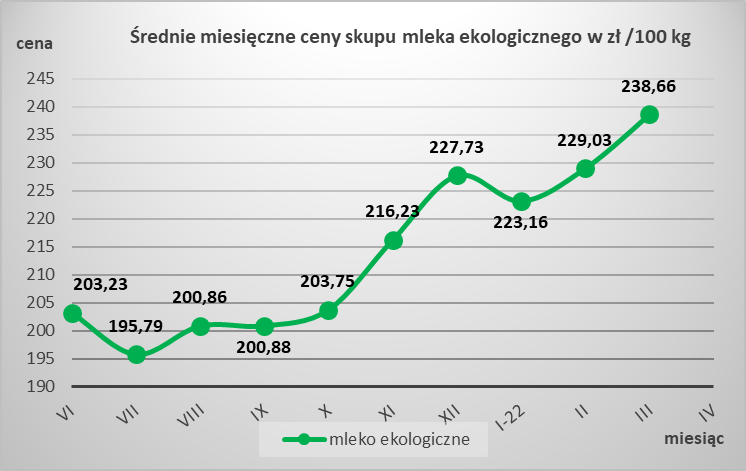 Średnie miesięczne ceny skupu mleka ekologicznego w zł /100 kg
cena
245
240
235
230
225
220
215
210
205
200
195
190
203,23
195,79
200,86
200,88
203,75
216,23
227,73
223,16
229,03
238,66
VI
VII
VIII
IX
X
XI
XII
I-22
II
III
IV
miesiąc
mleko ekologiczne